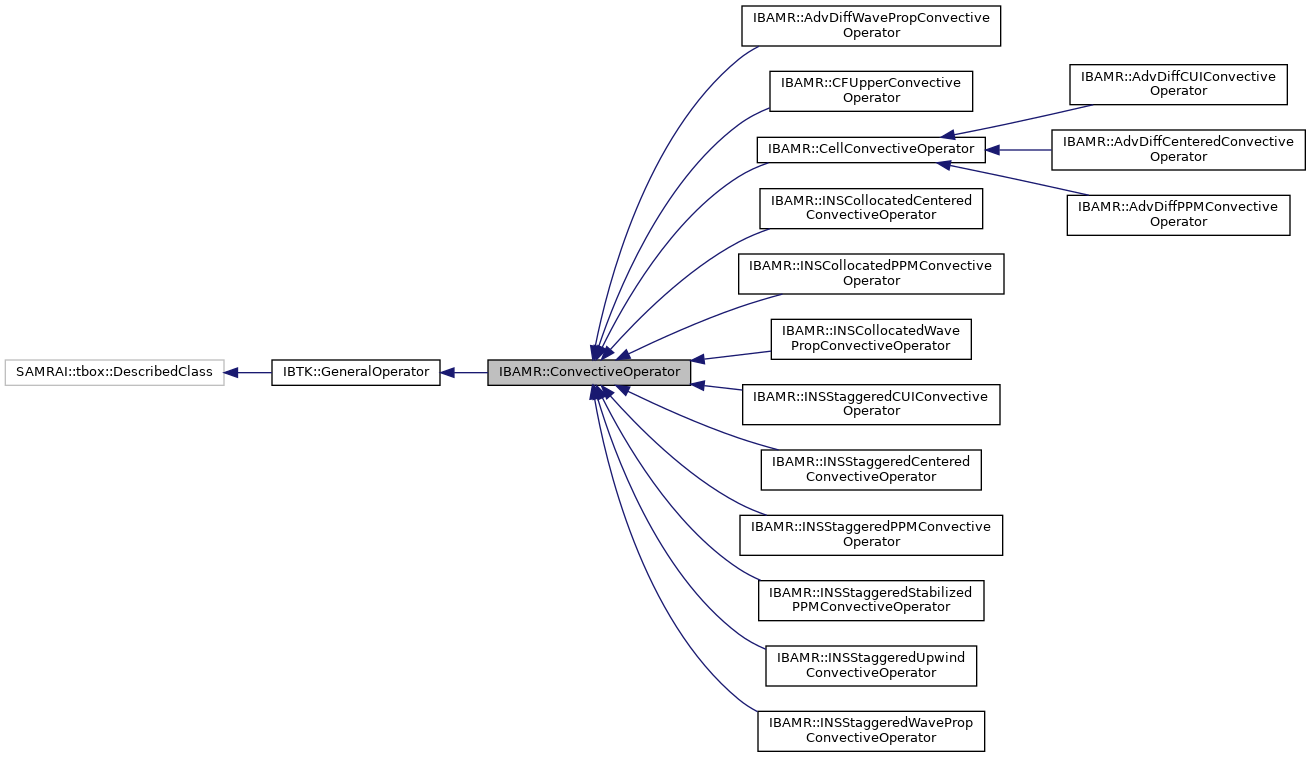 IBAMR::AdvDiffWavePropConvective
Operator
IBAMR::CFUpperConvective
Operator
IBAMR::AdvDiffCUIConvective
Operator
IBAMR::CellConvectiveOperator
IBAMR::AdvDiffCenteredConvective
Operator
IBAMR::AdvDiffPPMConvective
Operator
IBAMR::INSCollocatedCentered
ConvectiveOperator
IBAMR::INSCollocatedPPMConvective
Operator
IBAMR::INSCollocatedWave
PropConvectiveOperator
SAMRAI::tbox::DescribedClass
IBTK::GeneralOperator
IBAMR::ConvectiveOperator
IBAMR::INSStaggeredCUIConvective
Operator
IBAMR::INSStaggeredCentered
ConvectiveOperator
IBAMR::INSStaggeredPPMConvective
Operator
IBAMR::INSStaggeredStabilized
PPMConvectiveOperator
IBAMR::INSStaggeredUpwind
ConvectiveOperator
IBAMR::INSStaggeredWaveProp
ConvectiveOperator